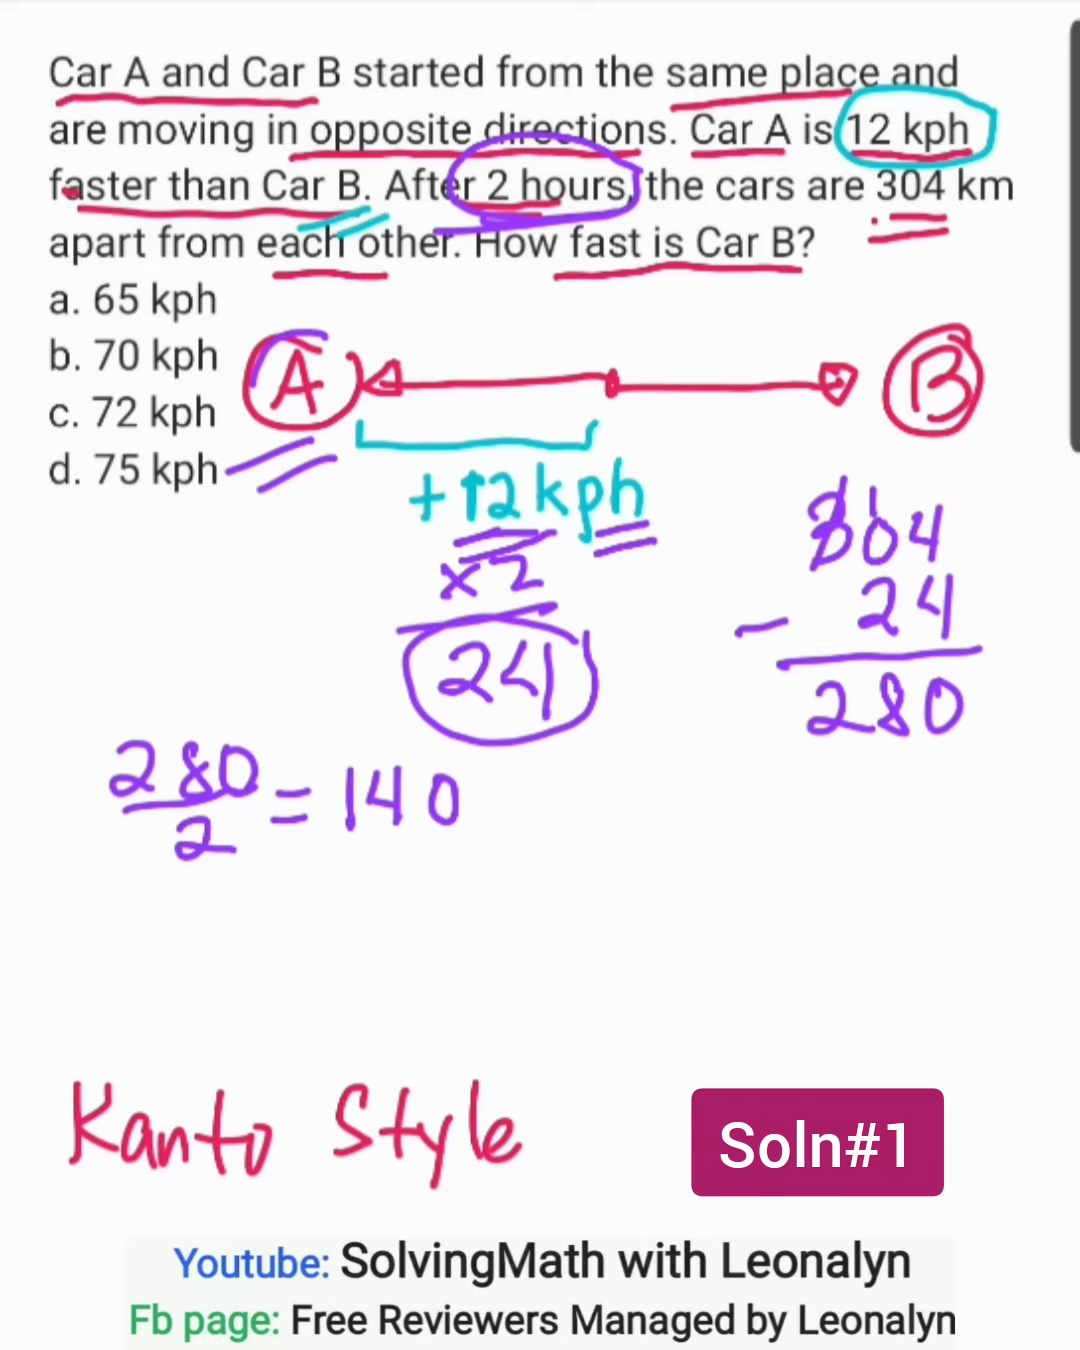 Car A and Car B started from the same place and
are moving in opposite directions. Car A is 12 kph
faster than Car B. After 2 hours, the cars are 304 km
apart from each other. How fast is Car B?
a. 65 kph
b. 70 kph
c. 72 kph
d. 75 kph
A B
+12kph
×2
24
304
- 24
280
280/2 = 140
Kanto Style
Soln#1
Youtube: SolvingMath with Leonalyn
Fb page: Free Reviewers Managed by Leonalyn